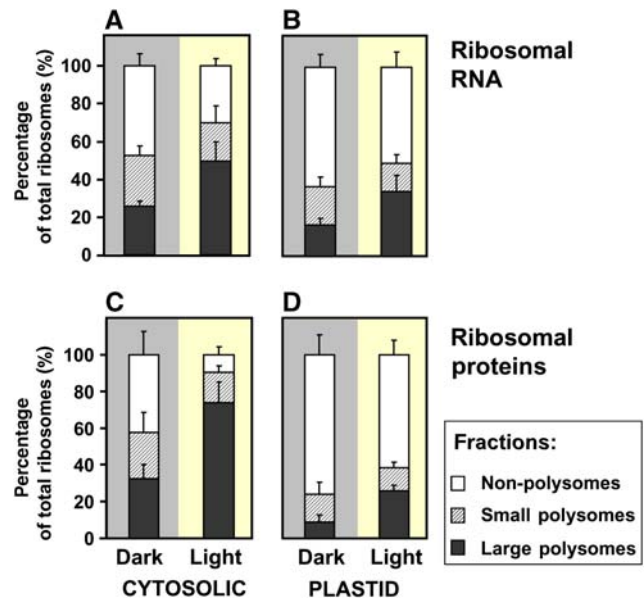 A
B
Ribosomal
RNA
Percentage
of total ribosomes (%)
100
80
60
40
20
0
C
D
Ribosomal
proteins
Percentage
of total ribosomes (%)
100
80
60
40
20
0
Fractions:
Non-polysomes
Small polysomes
Large polysomes
Dark Light Dark Light
CYTOSOLIC PLASTID